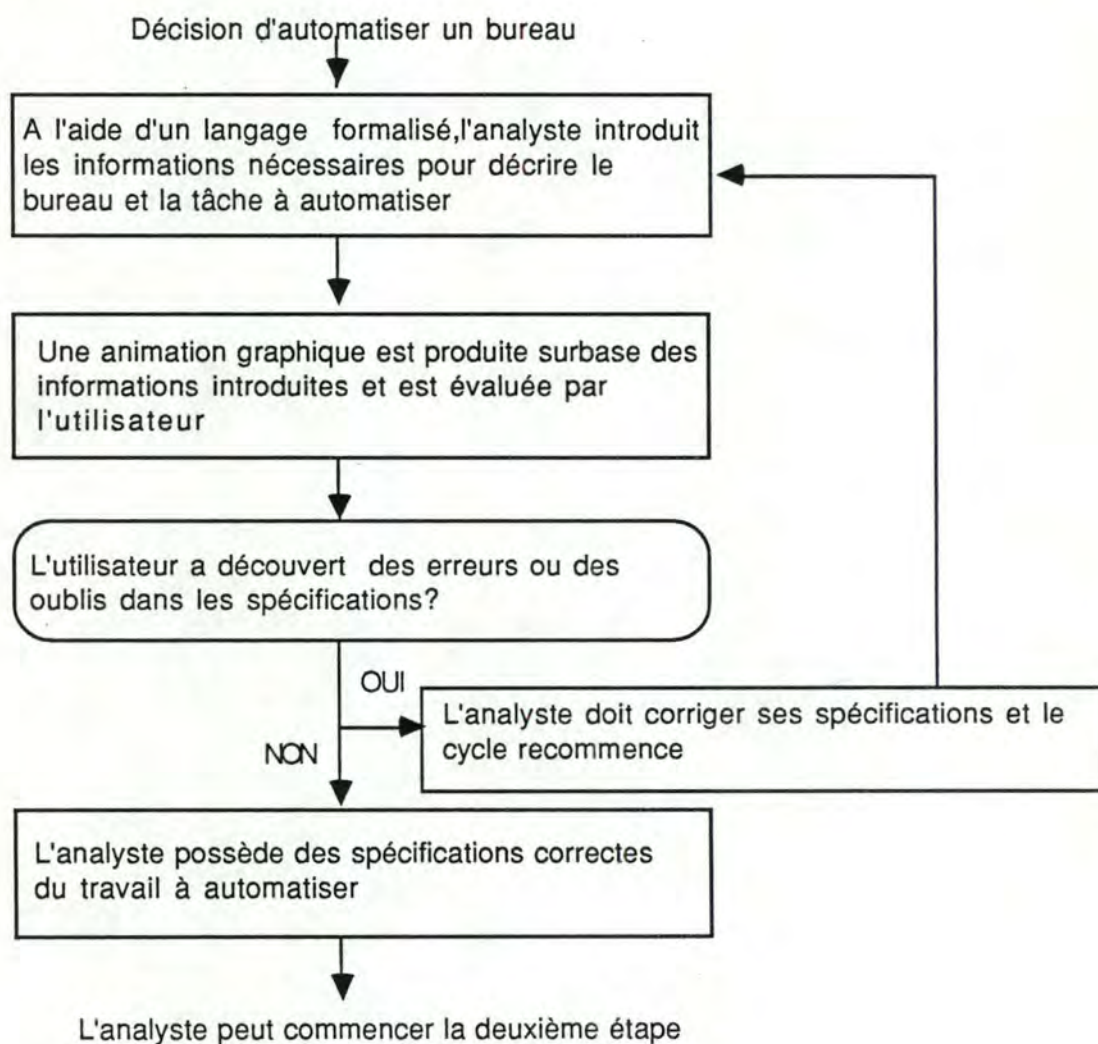 Décision d'automatiser un bureau
A l'aide d'un langage formalisé,l'analyste introduit
les informations nécessaires pour décrire le
bureau et la tâche à automatiser
Une animation graphique est produite surbase des
informations introduites et est évaluée par
l'utilisateur
L'utilisateur a découvert des erreurs ou des
oublis dans les spécifications?
OUI
L'analyste doit corriger ses spécifications et le
cycle recommence
NON
L'analyste possède des spécifications correctes
du travail à automatiser
L'analyste peut commencer la deuxième étape